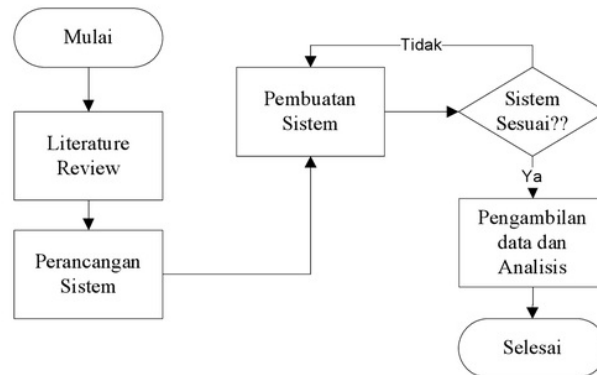 Mulai
Literature
Review
Perancangan
Sistem
Pembuatan
Sistem
Tidak
Sistem
Sesuai??
Ya
Pengambilan
data dan
Analisis
Selesai